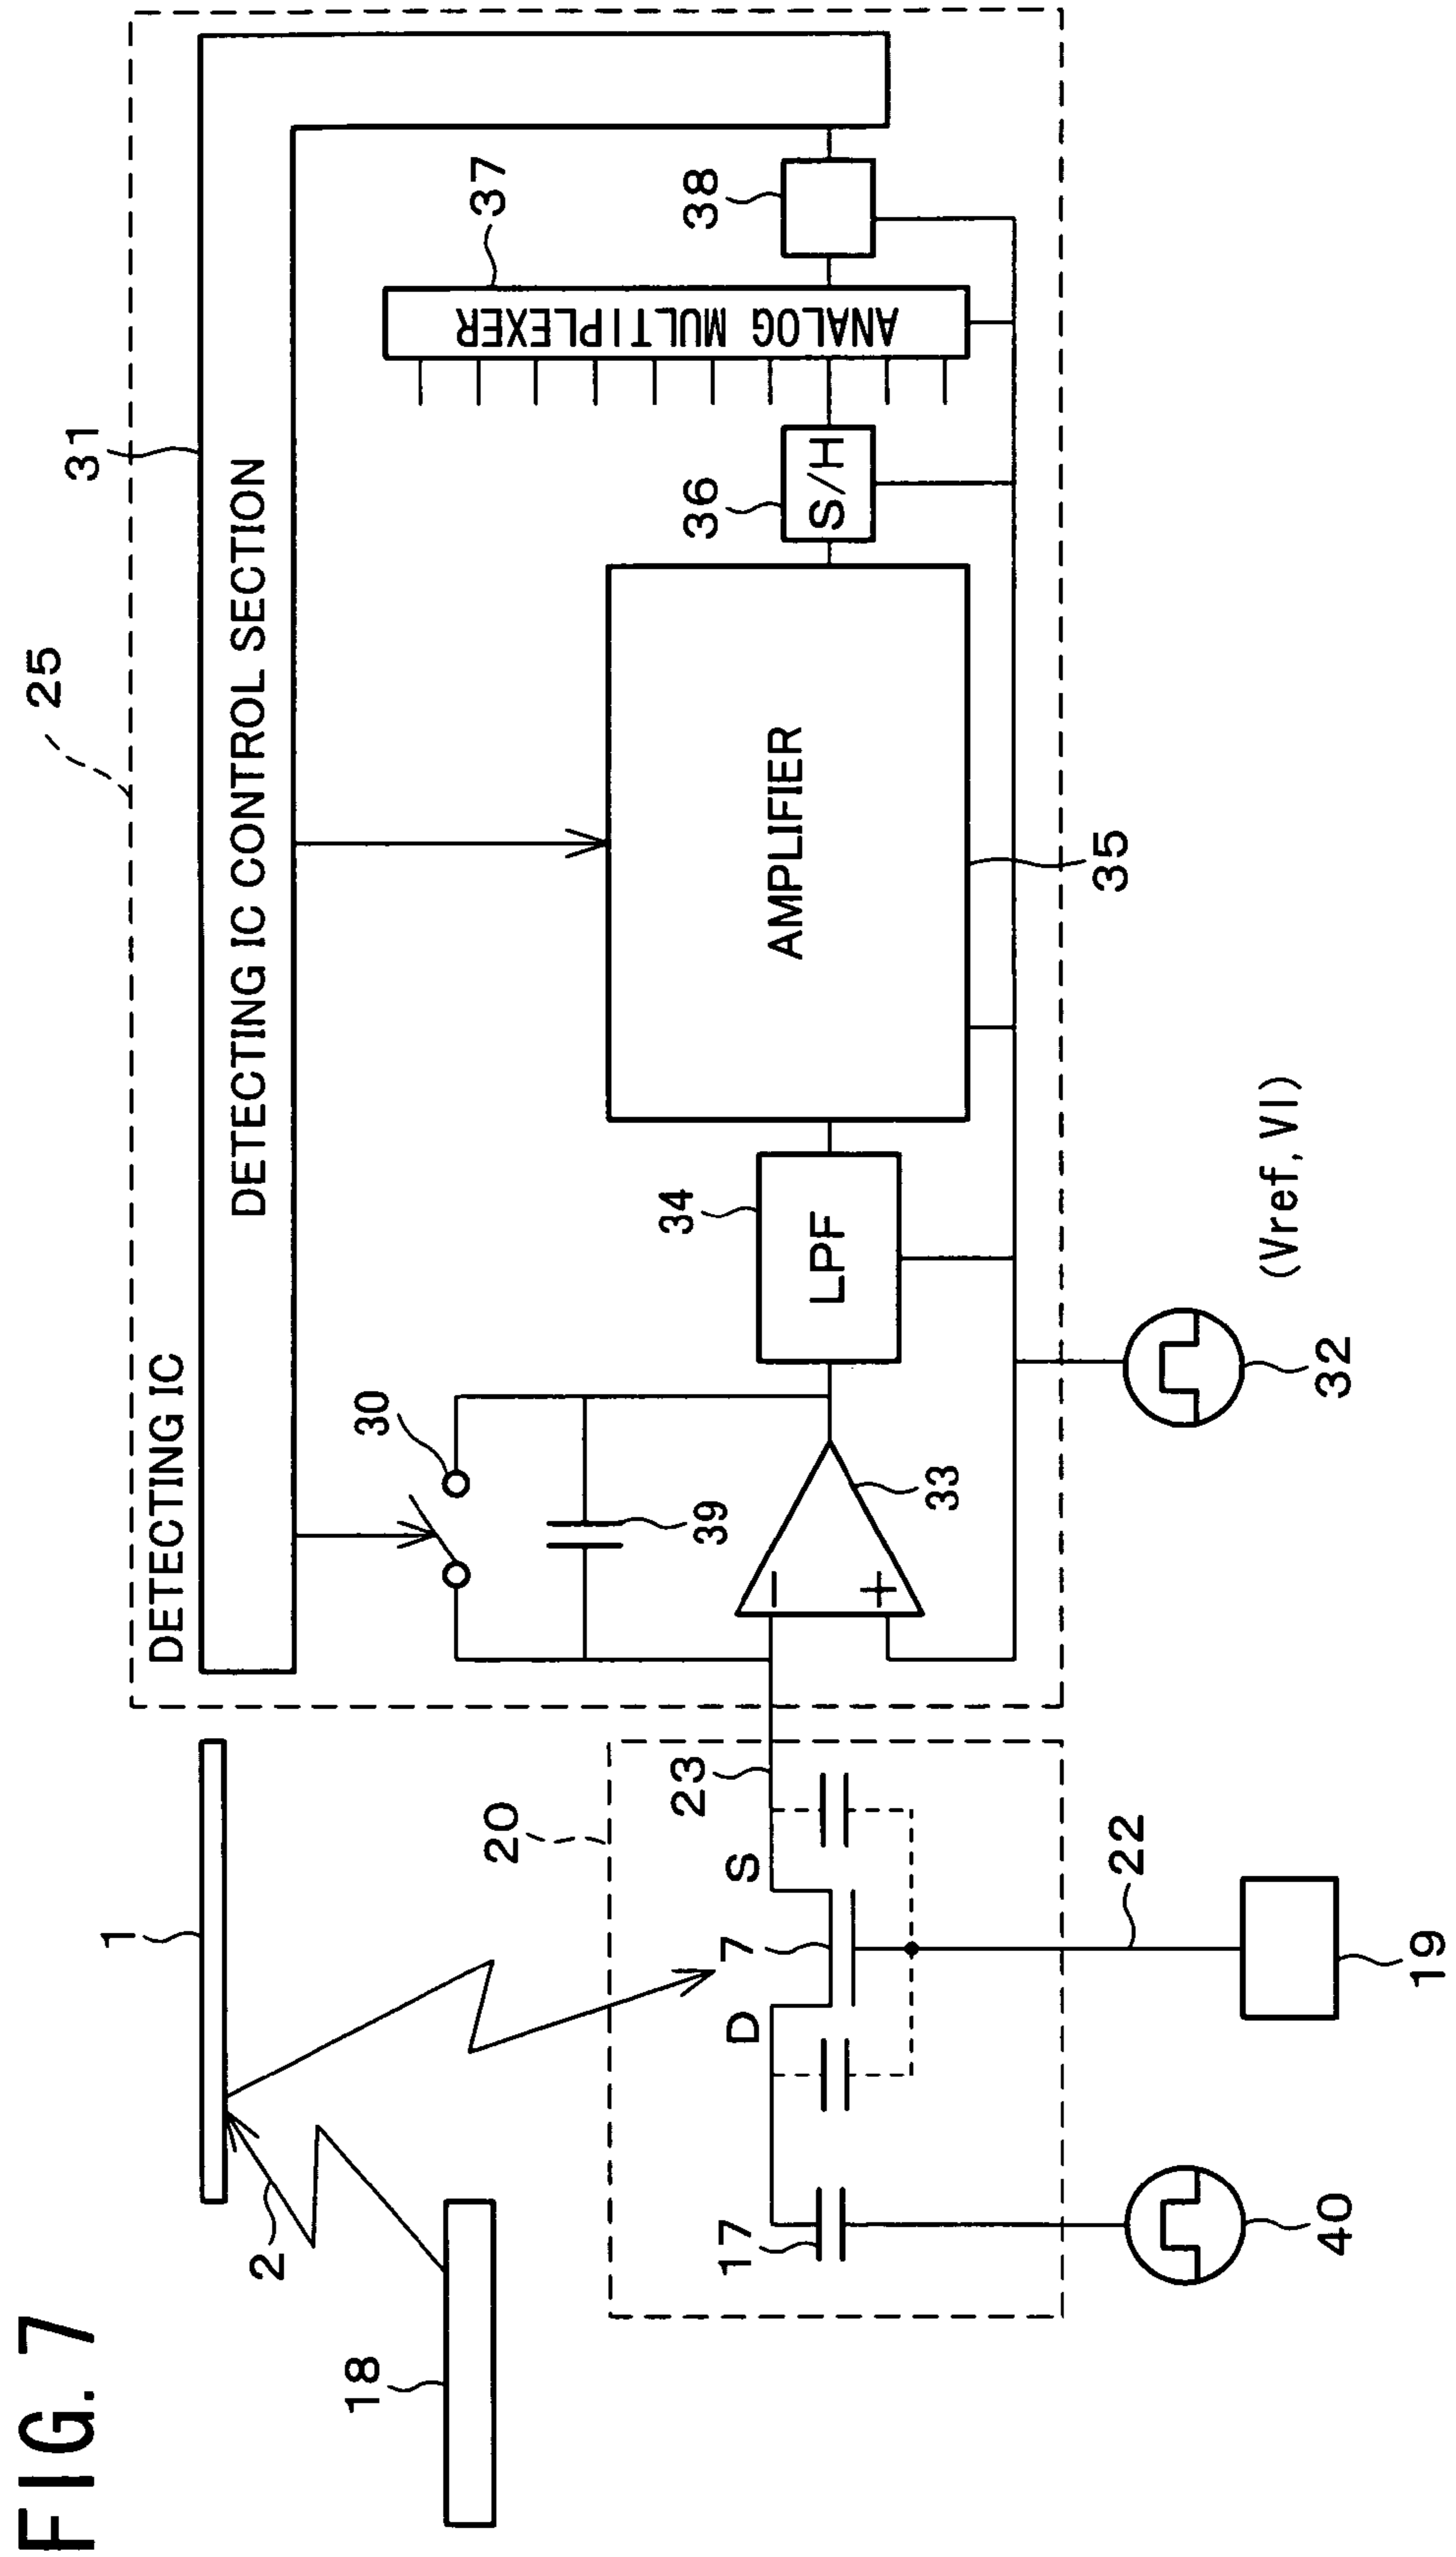 FIG. 7
25
DETECTING IC
31
DETECTING IC CONTROL SECTION
1
2
18
30
39
37
ANALOG MULTIPLEXER
38
36
S/H
AMPLIFIER
35
34
LPF
33
−
+
20
23
S
7
D
17
22
19
40
32
(Vref, VI)